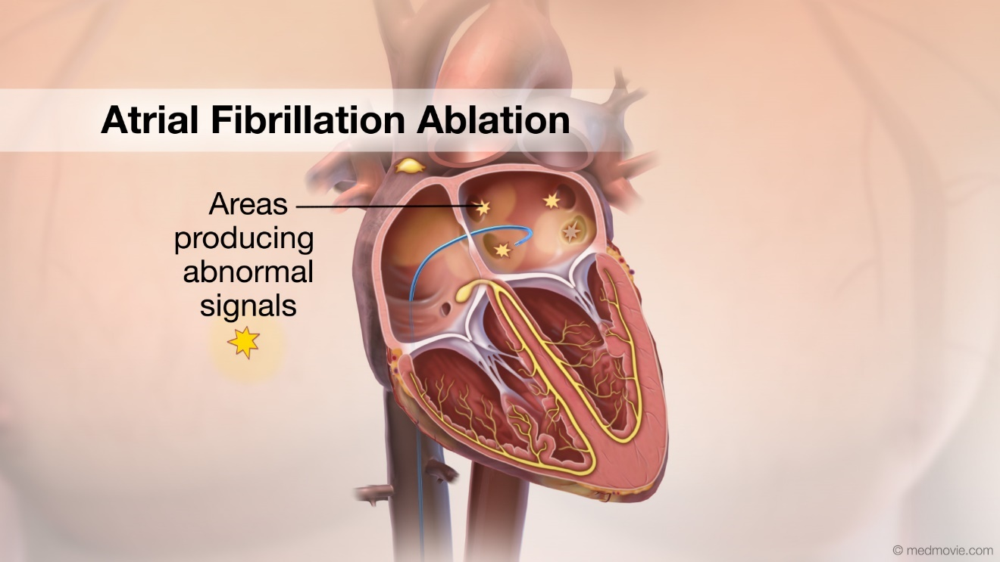 Atrial Fibrillation Ablation
Areas
producing
abnormal
signals
© medmovie.com